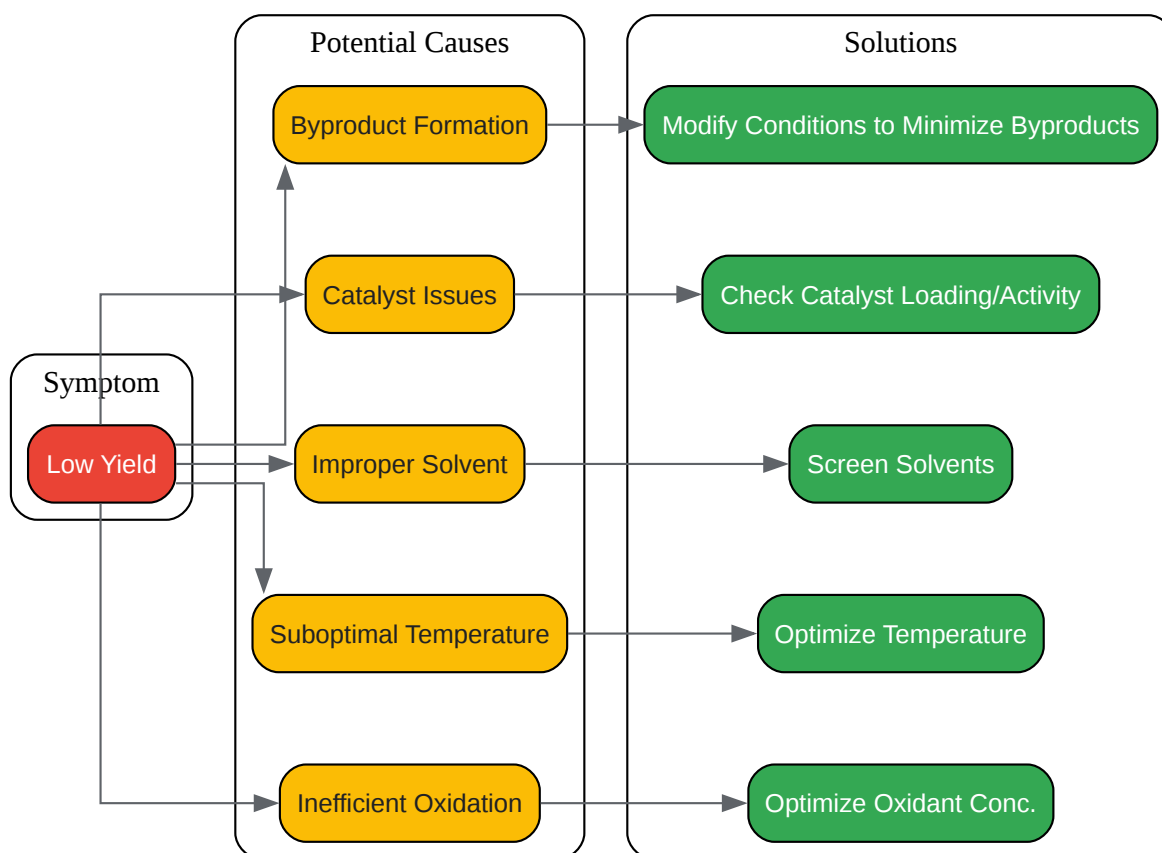 Potential Causes
Solutions
Byproduct Formation
Modify Conditions to Minimize Byproducts
Catalyst Issues
Check Catalyst Loading/Activity
Symptom
Low Yield
Improper Solvent
Screen Solvents
Suboptimal Temperature
Optimize Temperature
Inefficient Oxidation
Optimize Oxidant Conc.